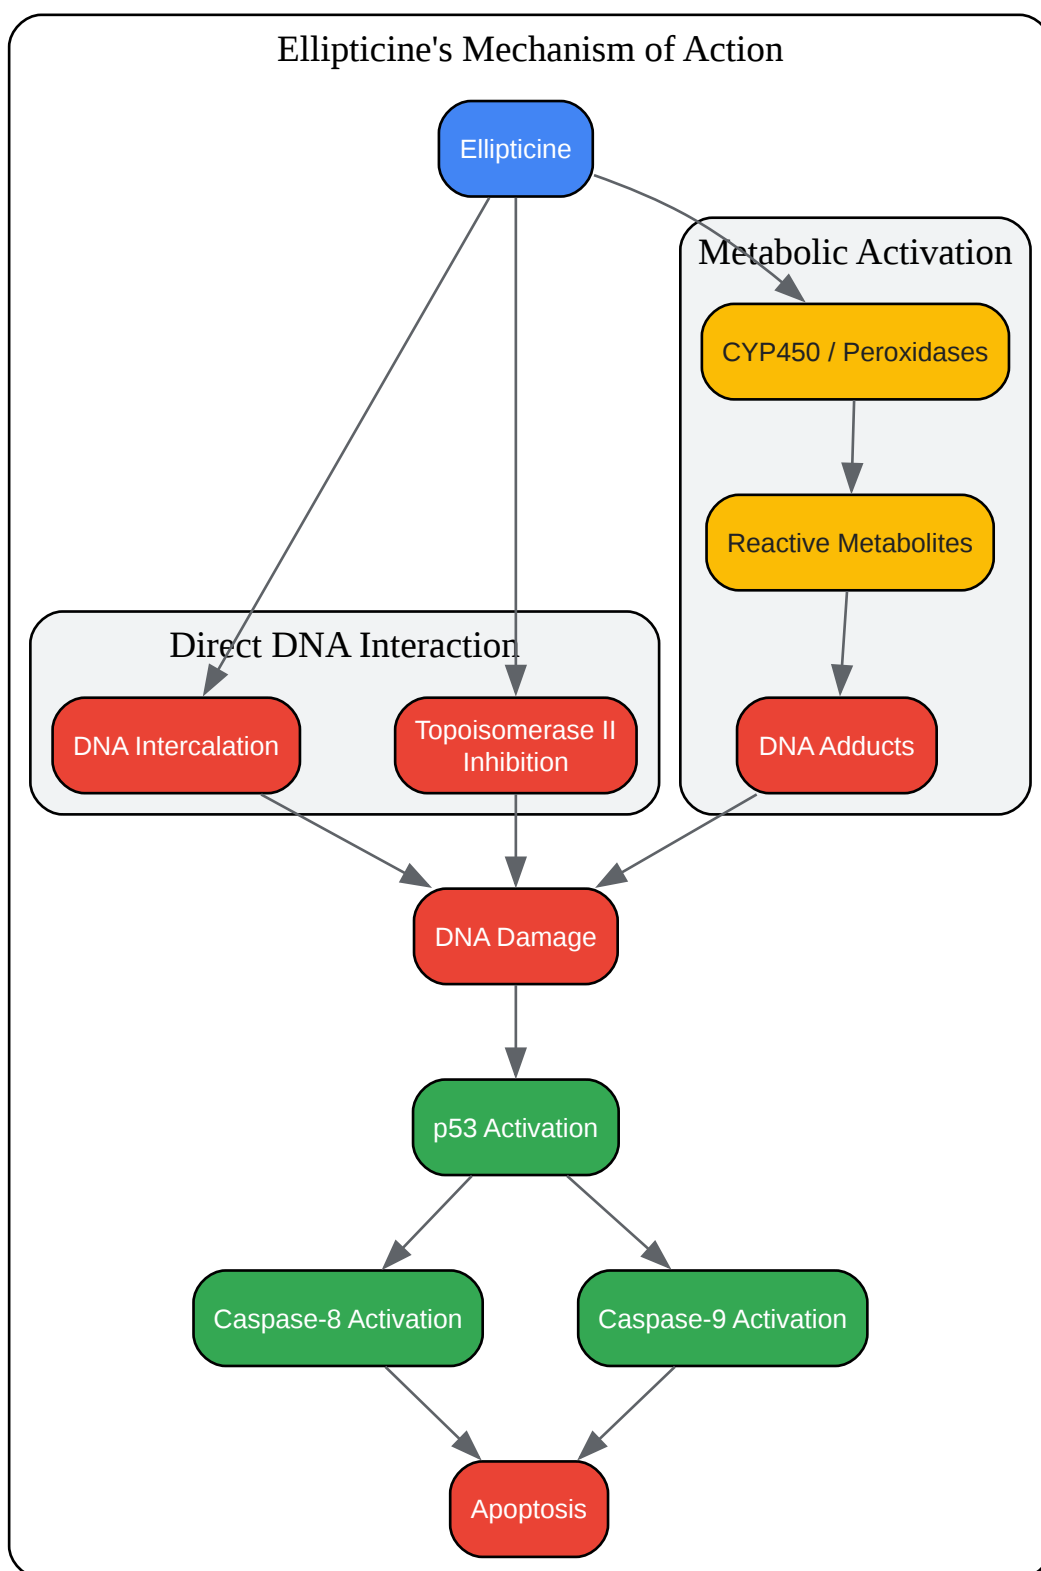 Ellipticine's Mechanism of Action
Ellipticine
Metabolic Activation
CYP450 / Peroxidases
Reactive Metabolites
Direct DNA Interaction
DNA Intercalation
Topoisomerase II
Inhibition
DNA Adducts
DNA Damage
p53 Activation
Caspase-8 Activation
Caspase-9 Activation
Apoptosis